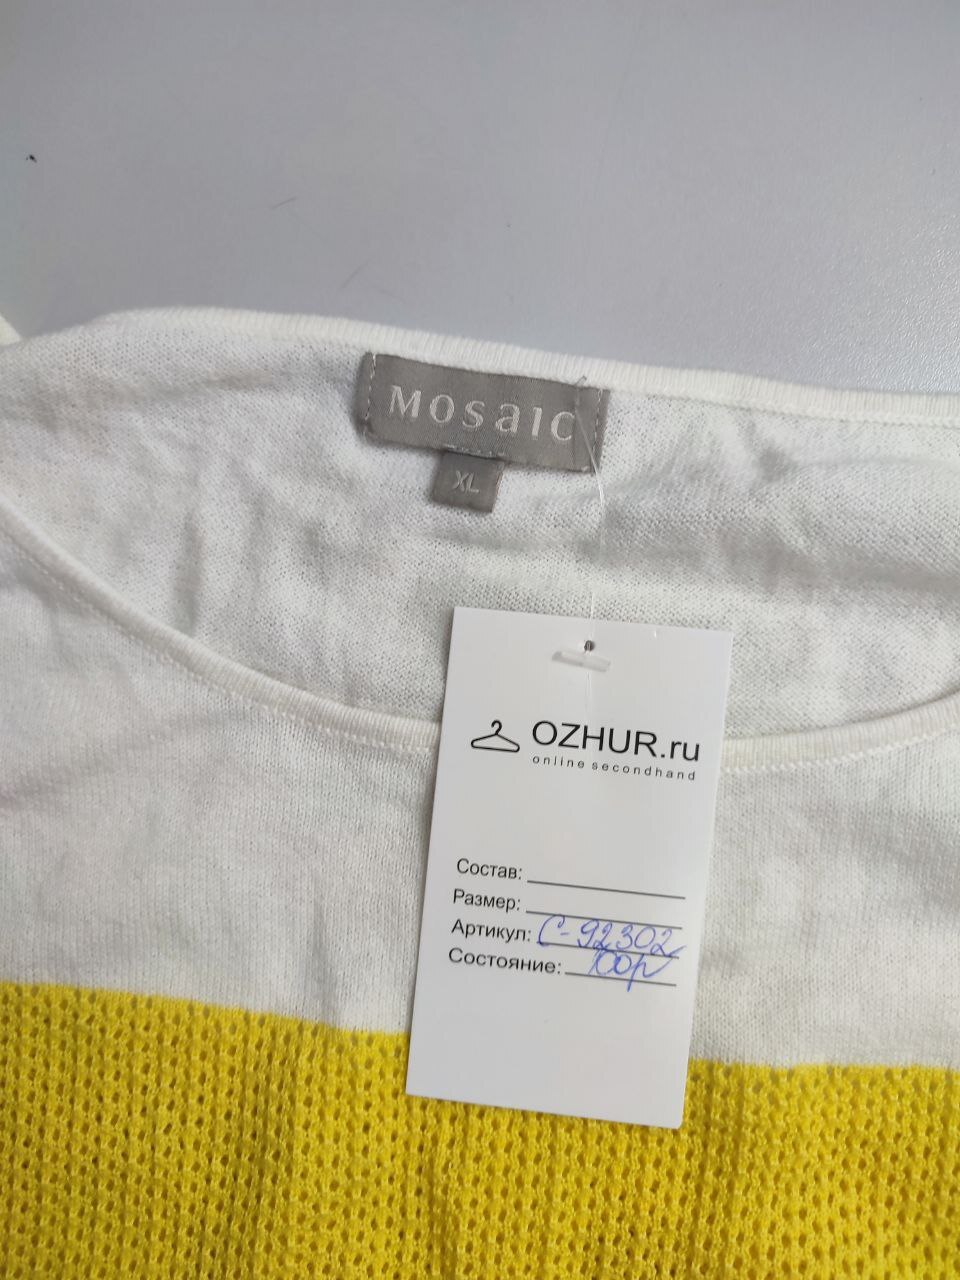 MOSAIC
XL
OZHUR.ru
online secondhand
Состав:
Размер:
Артикул: С-92302
Состояние: 100р